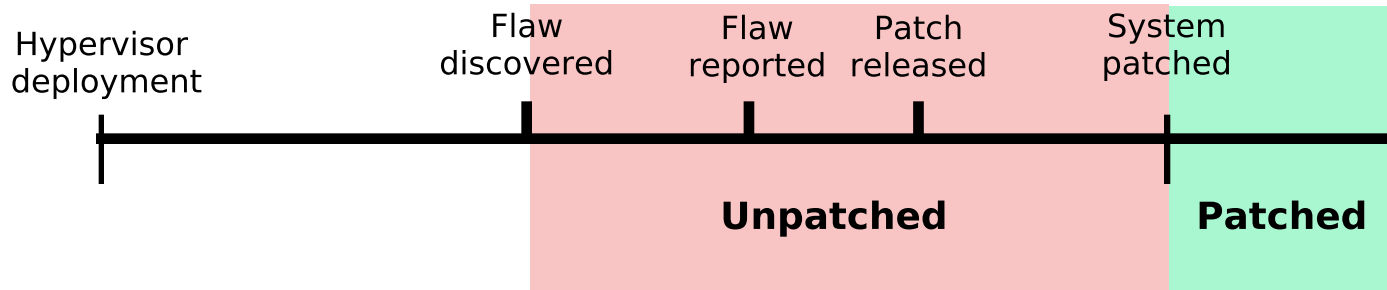 Hypervisor
deployment
Flaw
discovered
Flaw
reported
Patch
released
System
patched
Unpatched
Patched